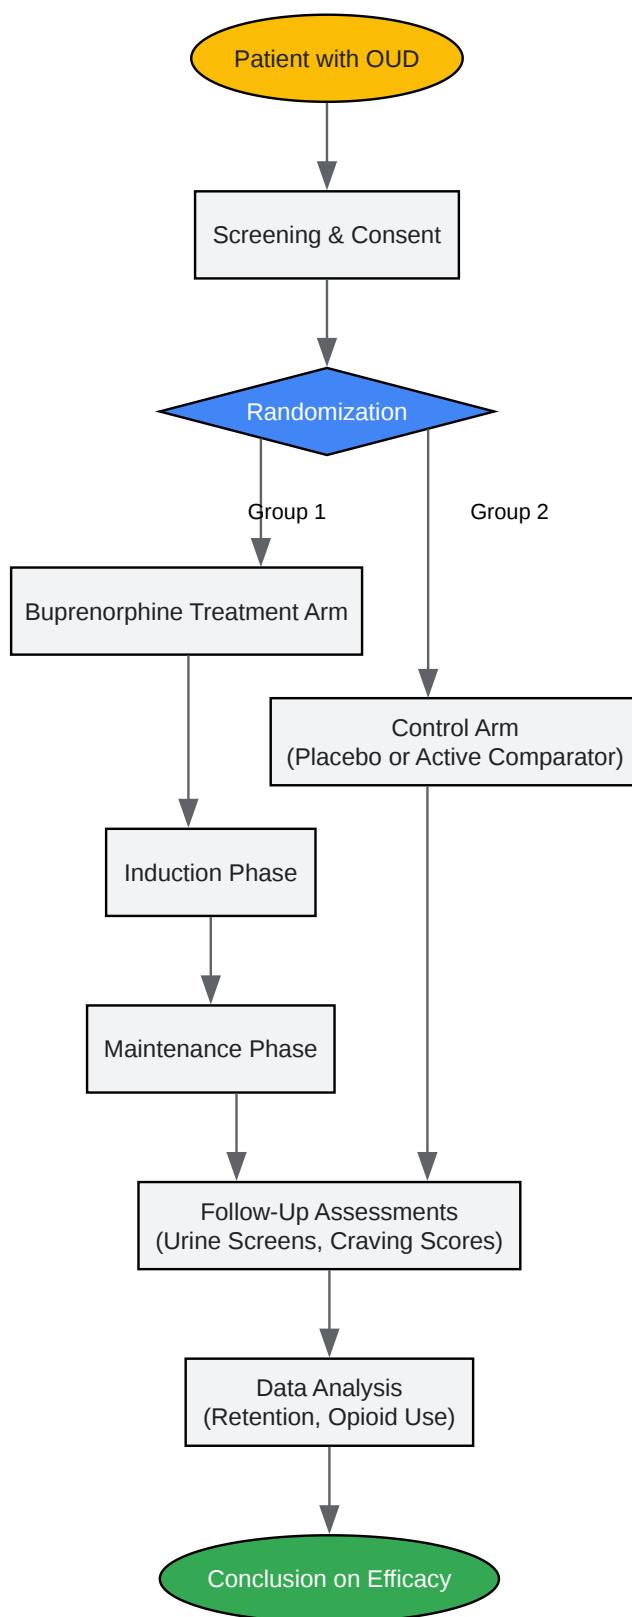 Patient with OUD
Screening & Consent
Randomization
Group 1
Group 2
Buprenorphine Treatment Arm
Control Arm
(Placebo or Active Comparator)
Induction Phase
Maintenance Phase
Follow-Up Assessments
(Urine Screens, Craving Scores)
Data Analysis
(Retention, Opioid Use)
Conclusion on Efficacy